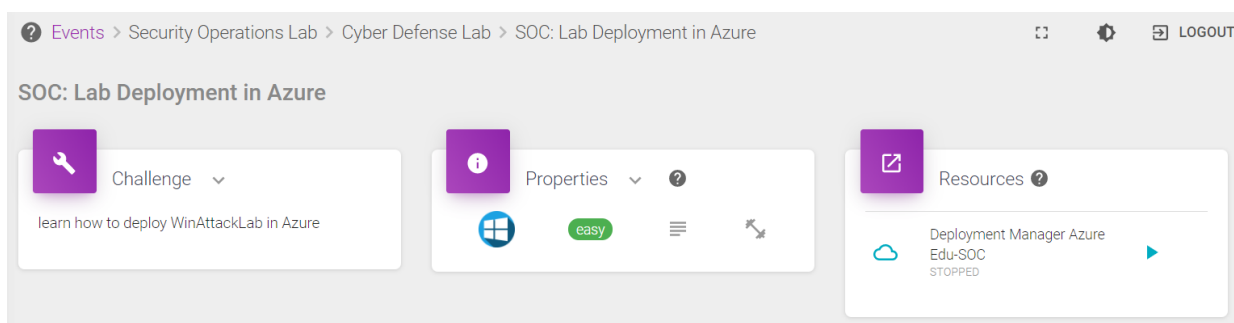 Events > Security Operations Lab > Cyber Defense Lab > SOC: Lab Deployment in Azure
LOGOUT
SOC: Lab Deployment in Azure
Challenge
learn how to deploy WinAttackLab in Azure
Properties
easy
Resources
Deployment Manager Azure
Edu-SOC
STOPPED